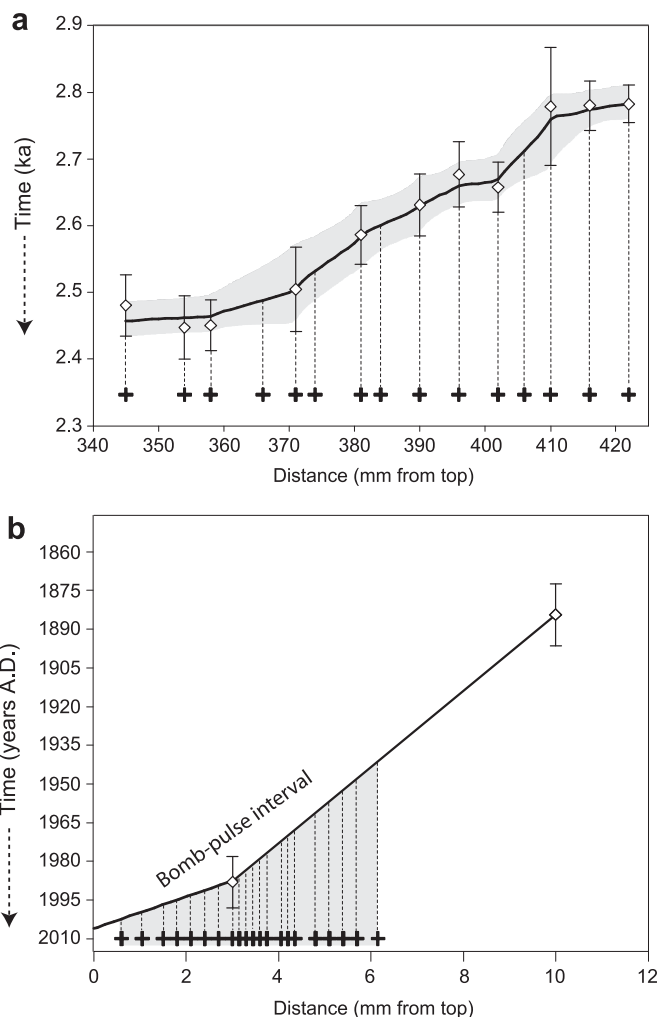 a
2.9
2.8
2.7
2.6
2.5
2.4
2.3
Time (ka)
340 350 360 370 380 390 400 410 420
Distance (mm from top)
b
1860
1875
1890
1905
1920
1935
1950
1965
1980
1995
2010
Time (years A.D.)
Bomb-pulse interval
0 2 4 6 8 10 12
Distance (mm from top)